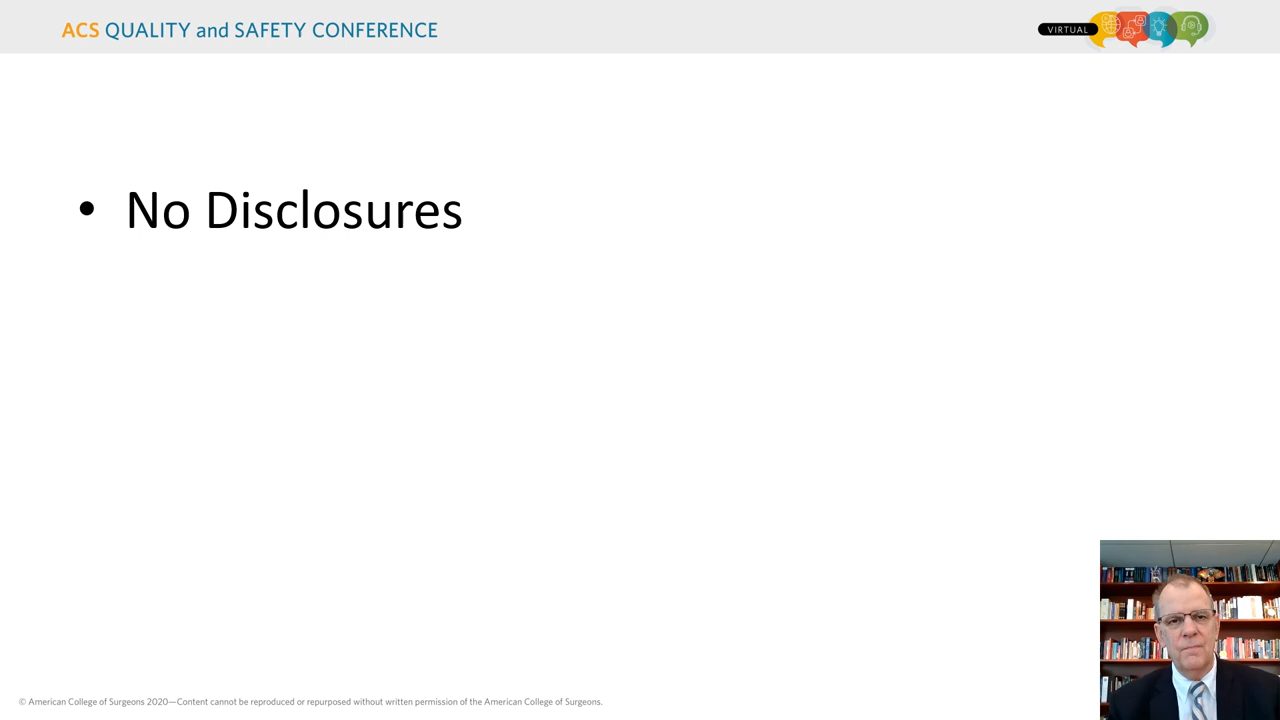 ACS QUALITY and SAFETY CONFERENCE
VIRTUAL
• No Disclosures
© American College of Surgeons 2020—Content cannot be reproduced or repurposed without written permission of the American College of Surgeons.